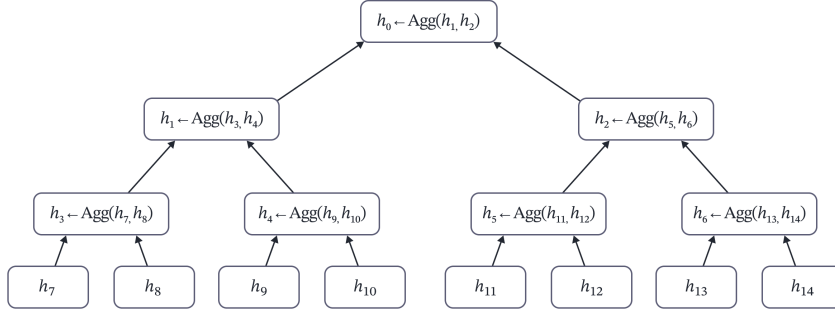 h₀ ← Agg(h₁, h₂)
h₁ ← Agg(h₃, h₄)
h₂ ← Agg(h₅, h₆)
h₃ ← Agg(h₇, h₈)
h₄ ← Agg(h₉, h₁₀)
h₅ ← Agg(h₁₁, h₁₂)
h₆ ← Agg(h₁₃, h₁₄)
h₇
h₈
h₉
h₁₀
h₁₁
h₁₂
h₁₃
h₁₄